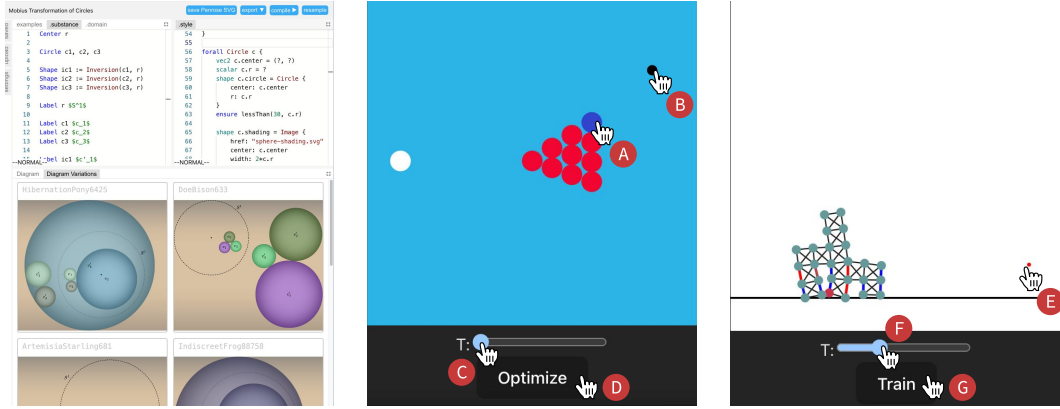 Mobius Transformation of Circles
save Penrose SVG export ▼ compile ▶ resample
examples .substance domain
1 Center r
2
3 Circle c1, c2, c3
4
5 Shape ic1 := Inversion(c1, r)
6 Shape ic2 := Inversion(c2, r)
7 Shape ic3 := Inversion(c3, r)
8
9 Label r $S^1$
10
11 Label c1 $c_1$
12 Label c2 $c_2$
13 Label c3 $c_3$
14
Label ic1 $c'_1$
--NORMAL--
.style
54 }
55
56 forall Circle c {
57 vec2 c.center = (?, ?)
58 scalar c.r = ?
59 shape c.circle = Circle {
60 center: c.center
61 r: c.r
62 }
63 ensure lessThan(30, c.r)
64
65 shape c.shading = Image {
66 href: "sphere-shading.svg"
67 center: c.center
68 width: 2*c.r
--NORMAL--
Diagram Diagram Variations
HibernationPony6425
DoeBison633
ArtemisiaStarling681
IndiscreetFrog88758
A
B
T:
C
Optimize
D
E
F
T:
Train
G